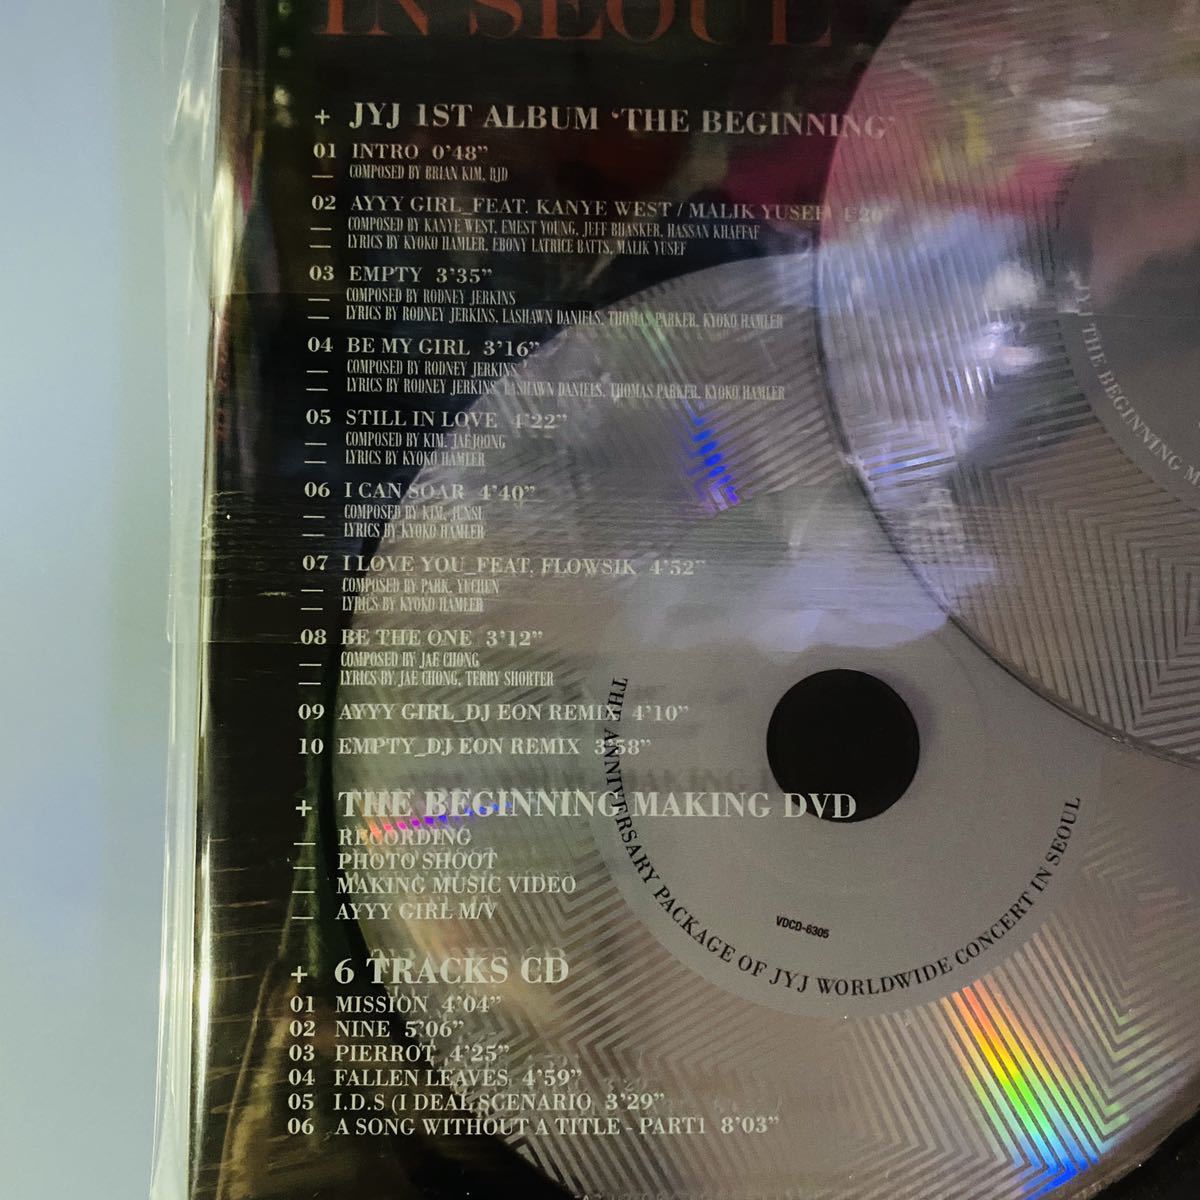 IN SEOUL
+ JYJ 1ST ALBUM ‘THE BEGINNING’
01 INTRO 0’48”
— COMPOSED BY BRIAN KIM, BJD
02 AYYY GIRL_FEAT. KANYE WEST / MALIK YUSEF
— COMPOSED BY KANYE WEST, EMEST YOUNG, JEFF BHASKER, HASSAN KHAFFAF
— LYRICS BY KYOKO HAMLER, EBONY LATRICE BATTS, MALIK YUSEF
03 EMPTY 3’35”
— COMPOSED BY RODNEY JERKINS
— LYRICS BY RODNEY JERKINS, LASHAWN DANIELS, THOMAS PARKER, KYOKO HAMLER
04 BE MY GIRL 3’16”
— COMPOSED BY RODNEY JERKINS
— LYRICS BY RODNEY JERKINS, LASHAWN DANIELS, THOMAS PARKER, KYOKO HAMLER
05 STILL IN LOVE 4’22”
— COMPOSED BY KIM, JAEJOONG
— LYRICS BY KYOKO HAMLER
06 I CAN SOAR 4’40”
— COMPOSED BY KIM, JUNSU
— LYRICS BY KYOKO HAMLER
07 I LOVE YOU_FEAT. FLOWSIK 4’52”
— COMPOSED BY PARK, YUCHEN
— LYRICS BY KYOKO HAMLER
08 BE THE ONE 3’12”
— COMPOSED BY JAE CHONG
— LYRICS BY JAE CHONG, TERRY SHORTER
09 AYYY GIRL_DJ EON REMIX 4’10”
10 EMPTY_DJ EON REMIX 3’58”
+ THE BEGINNING MAKING DVD
— RECORDING
— PHOTO SHOOT
— MAKING MUSIC VIDEO
— AYYY GIRL M/V
+ 6 TRACKS CD
01 MISSION 4’04”
02 NINE 5’06”
03 PIERROT 4’25”
04 FALLEN LEAVES 4’59”
05 I.D.S (I DEAL SCENARIO 3’29”
06 A SONG WITHOUT A TITLE - PART1 8’03”
JYJ THE BEGINNING
THE ANNIVERSARY PACKAGE OF JYJ WORLDWIDE CONCERT IN SEOUL
VDCD-6305